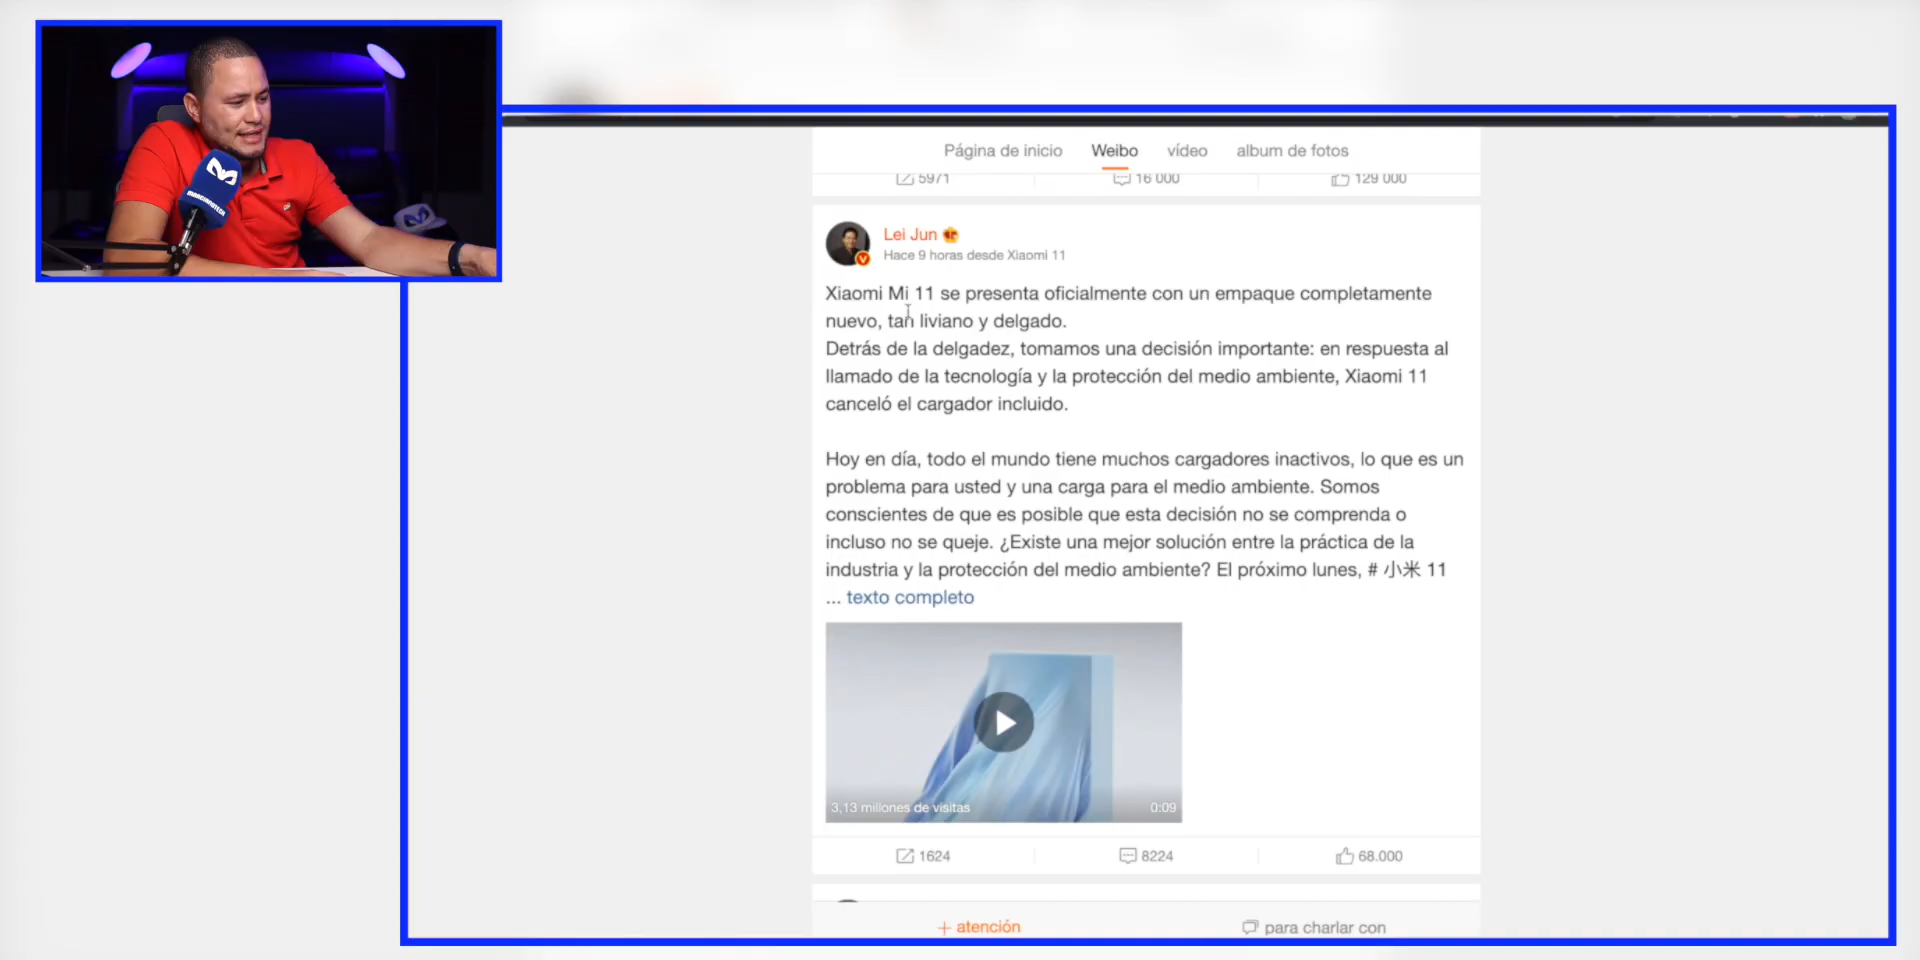 MARCIANOTECH
Página de inicio Weibo vídeo album de fotos
5971 16 000 129 000
Lei Jun
Hace 9 horas desde Xiaomi 11
Xiaomi Mi 11 se presenta oficialmente con un empaque completamente
nuevo, tan liviano y delgado.
Detrás de la delgadez, tomamos una decisión importante: en respuesta al
llamado de la tecnología y la protección del medio ambiente, Xiaomi 11
canceló el cargador incluido.
Hoy en día, todo el mundo tiene muchos cargadores inactivos, lo que es un
problema para usted y una carga para el medio ambiente. Somos
conscientes de que es posible que esta decisión no se comprenda o
incluso no se queje. ¿Existe una mejor solución entre la práctica de la
industria y la protección del medio ambiente? El próximo lunes, # 小米 11
... texto completo
3,13 millones de visitas 0:09
1624 8224 68.000
+ atención para charlar con